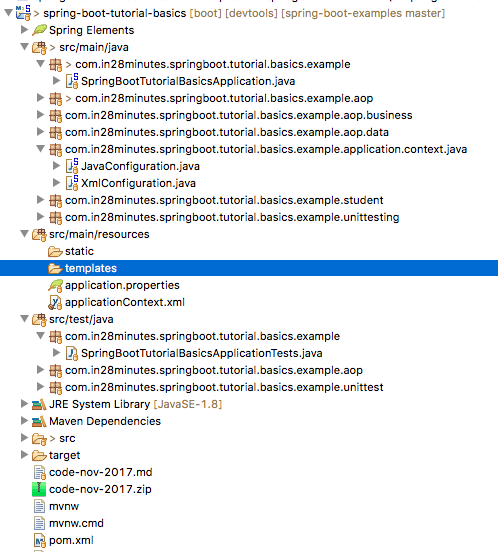 > spring-boot-tutorial-basics [boot] [devtools] [spring-boot-examples master]
Spring Elements
> src/main/java
> com.in28minutes.springboot.tutorial.basics.example
SpringBootTutorialBasicsApplication.java
> com.in28minutes.springboot.tutorial.basics.example.aop
com.in28minutes.springboot.tutorial.basics.example.aop.business
com.in28minutes.springboot.tutorial.basics.example.aop.data
com.in28minutes.springboot.tutorial.basics.example.application.context.java
JavaConfiguration.java
XmlConfiguration.java
com.in28minutes.springboot.tutorial.basics.example.student
com.in28minutes.springboot.tutorial.basics.example.unittesting
src/main/resources
static
templates
application.properties
applicationContext.xml
src/test/java
com.in28minutes.springboot.tutorial.basics.example
SpringBootTutorialBasicsApplicationTests.java
com.in28minutes.springboot.tutorial.basics.example.aop
com.in28minutes.springboot.tutorial.basics.example.unittest
JRE System Library [JavaSE-1.8]
Maven Dependencies
> src
target
code-nov-2017.md
code-nov-2017.zip
mvnw
mvnw.cmd
pom.xml